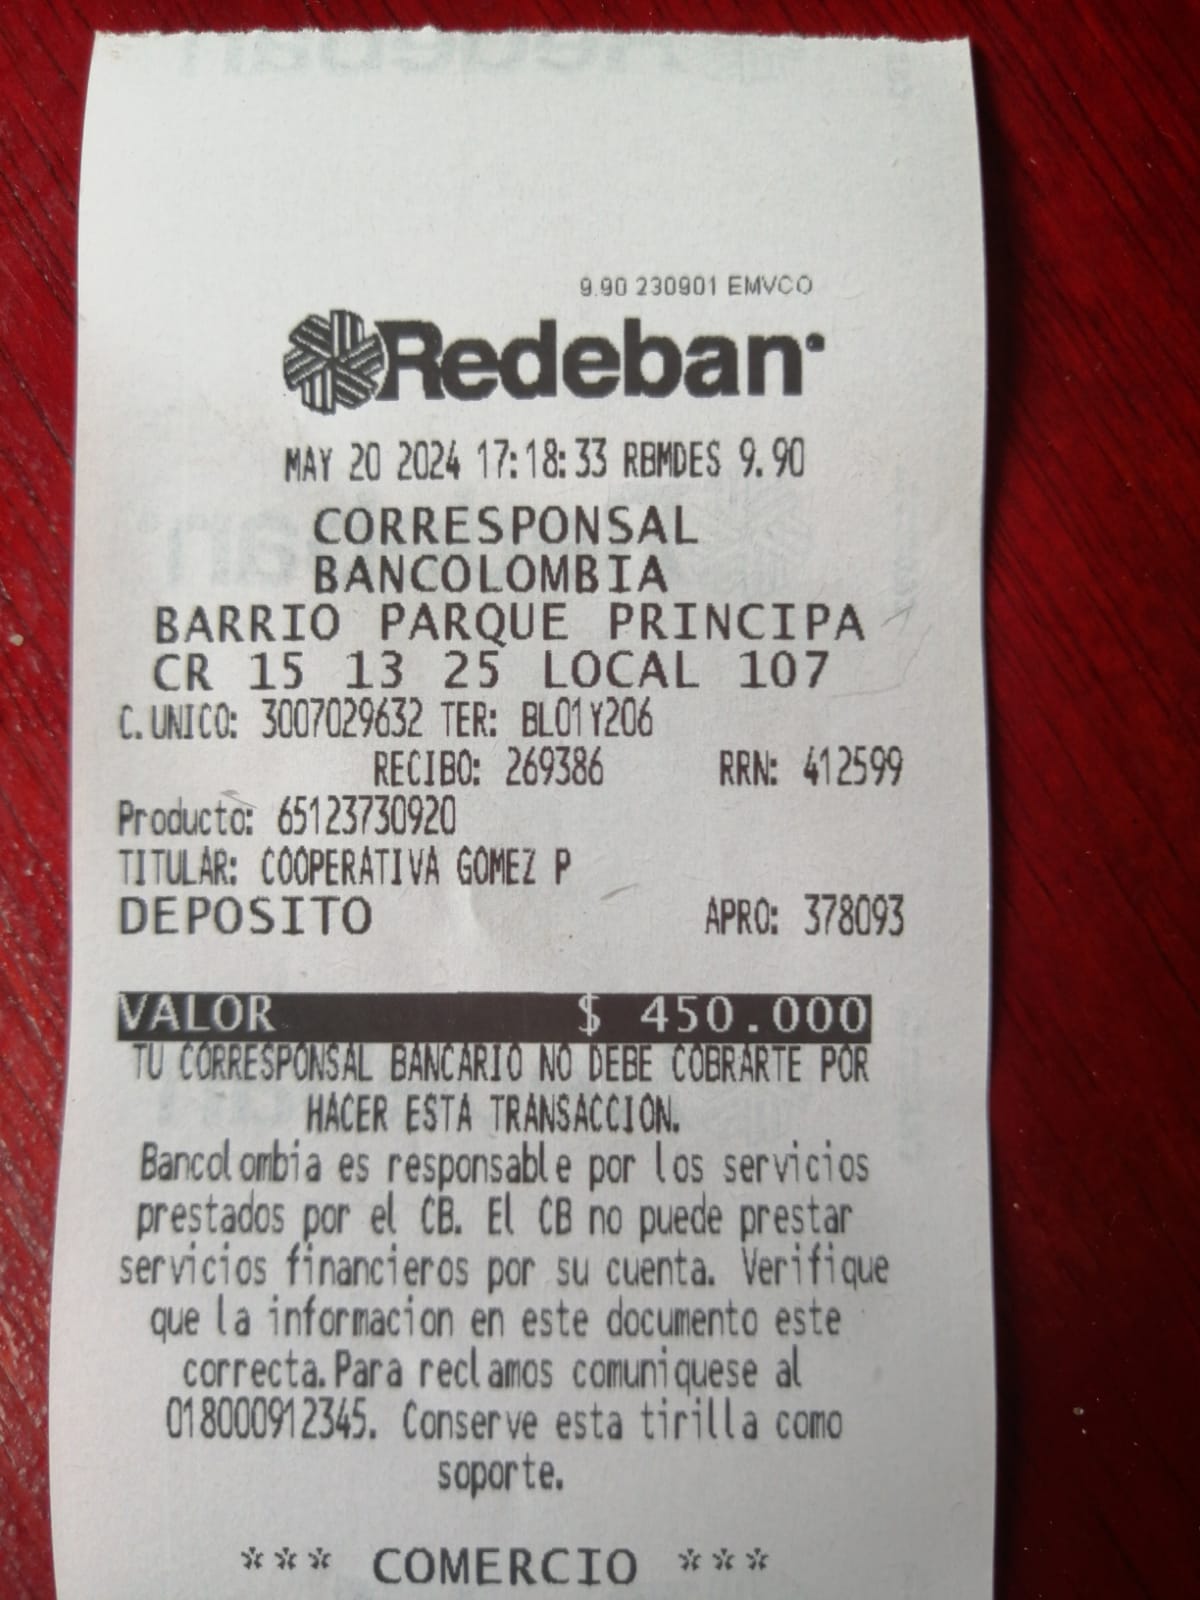 9.90 230901 EMVCO
Redeban
MAY 20 2024 17:18:33 RBMDES 9.90
CORRESPONSAL
BANCOLOMBIA
BARRIO PARQUE PRINCIPA
CR 15 13 25 LOCAL 107
C.UNICO: 3007029632 TER: BL01Y206
RECIBO: 269386 RRN: 412599
Producto: 65123730920
TITULAR: COOPERATIVA GOMEZ P
DEPOSITO APRO: 378093
VALOR $ 450.000
TU CORRESPONSAL BANCARIO NO DEBE COBRARTE POR
HACER ESTA TRANSACCION.
Bancolombia es responsable por los servicios
prestados por el CB. El CB no puede prestar
servicios financieros por su cuenta. Verifique
que la informacion en este documento este
correcta.Para reclamos comuniquese al
018000912345. Conserve esta tirilla como
soporte.
*** COMERCIO ***